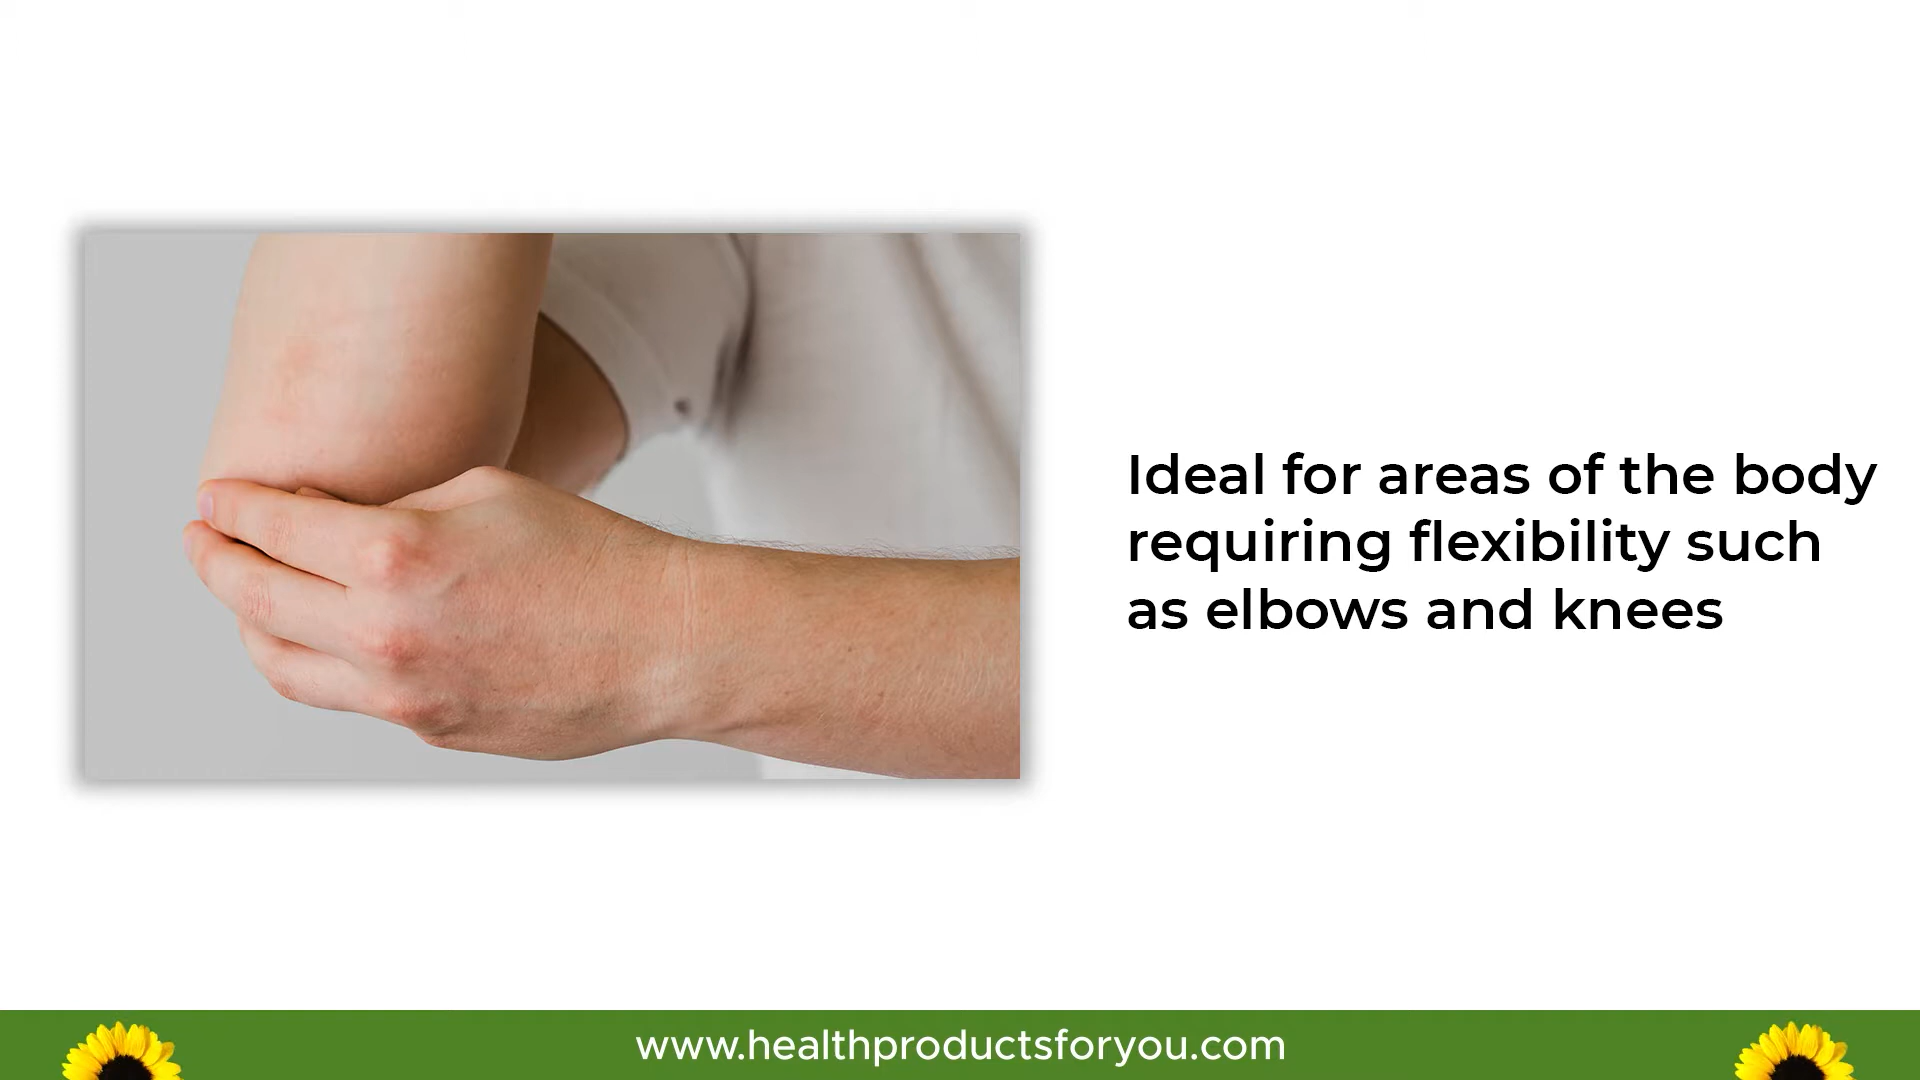 Ideal for areas of the body
requiring flexibility such
as elbows and knees
www.healthproductsforyou.com